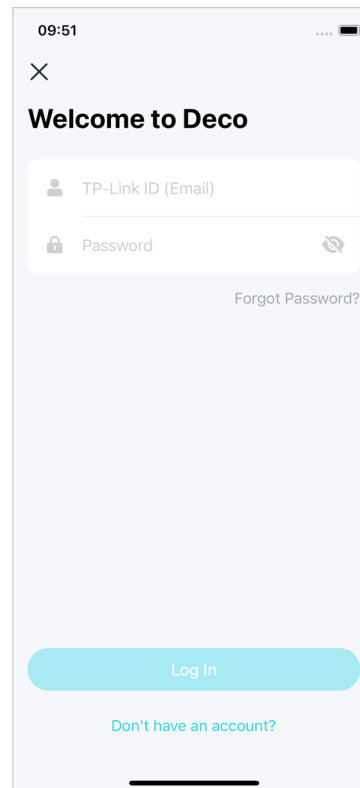 09:51
Welcome to Deco
TP-Link ID (Email)
Password
Forgot Password?
Log In
Don't have an account?